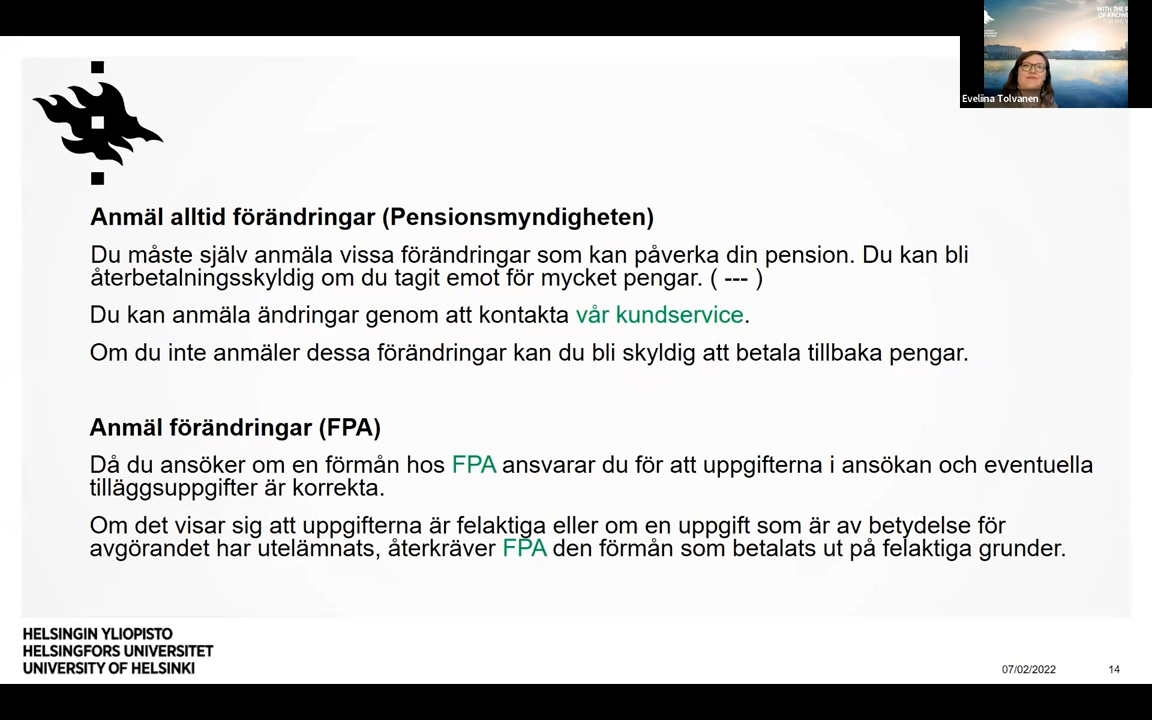 WITH THE P
OF KNOW
Eveliina Tolvanen
Anmäl alltid förändringar (Pensionsmyndigheten)
Du måste själv anmäla vissa förändringar som kan påverka din pension. Du kan bli
återbetalningsskyldig om du tagit emot för mycket pengar. ( --- )
Du kan anmäla ändringar genom att kontakta vår kundservice.
Om du inte anmäler dessa förändringar kan du bli skyldig att betala tillbaka pengar.
Anmäl förändringar (FPA)
Då du ansöker om en förmån hos FPA ansvarar du för att uppgifterna i ansökan och eventuella
tilläggsuppgifter är korrekta.
Om det visar sig att uppgifterna är felaktiga eller om en uppgift som är av betydelse för
avgörandet har utelämnats, återkräver FPA den förmån som betalats ut på felaktiga grunder.
HELSINGIN YLIOPISTO
HELSINGFORS UNIVERSITET
UNIVERSITY OF HELSINKI
07/02/2022
14